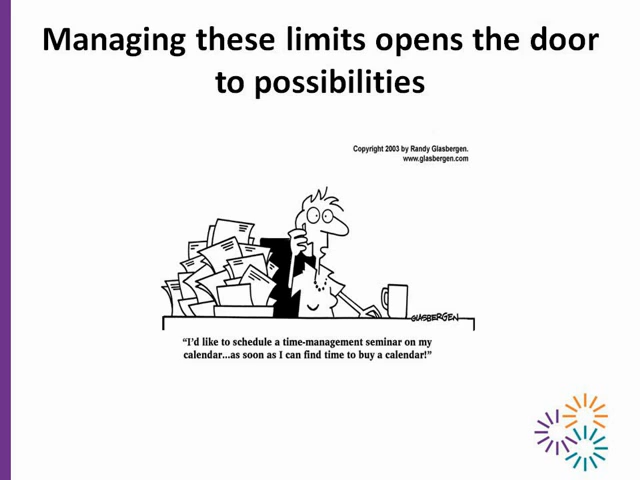 Managing these limits opens the door
to possibilities
Copyright 2003 by Randy Glasbergen.
www.glasbergen.com
GLASBERGEN
“I’d like to schedule a time-management seminar on my
calendar...as soon as I can find time to buy a calendar!”